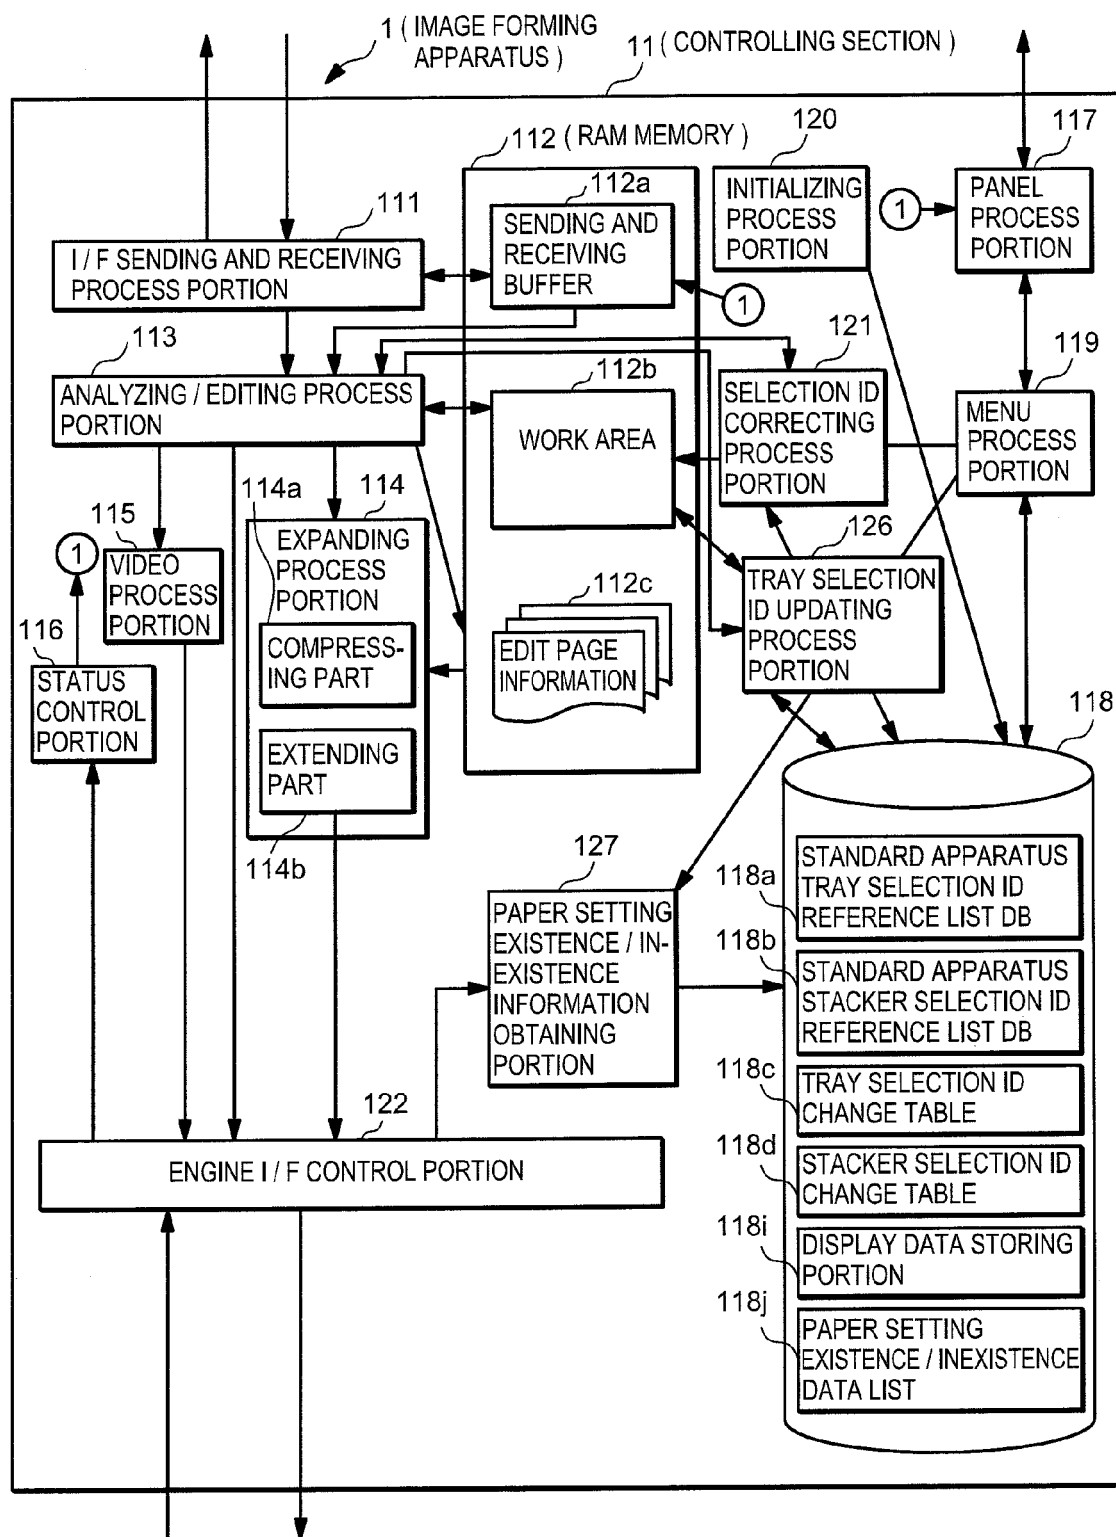 1 ( IMAGE FORMING
APPARATUS )
11 ( CONTROLLING SECTION )
112 ( RAM MEMORY )
120
117
INITIALIZING
PROCESS
PORTION
1
PANEL
PROCESS
PORTION
112a
SENDING AND
RECEIVING
BUFFER
1
111
I / F SENDING AND RECEIVING
PROCESS PORTION
113
ANALYZING / EDITING PROCESS
PORTION
112b
WORK AREA
121
SELECTION ID
CORRECTING
PROCESS
PORTION
119
MENU
PROCESS
PORTION
114a
114
EXPANDING
PROCESS
PORTION
COMPRESS-
ING PART
EXTENDING
PART
114b
115
VIDEO
PROCESS
PORTION
1
116
STATUS
CONTROL
PORTION
112c
EDIT PAGE
INFORMATION
126
TRAY SELECTION
ID UPDATING
PROCESS
PORTION
118
127
PAPER SETTING
EXISTENCE / IN-
EXISTENCE
INFORMATION
OBTAINING
PORTION
118a
STANDARD APPARATUS
TRAY SELECTION ID
REFERENCE LIST DB
118b
STANDARD APPARATUS
STACKER SELECTION ID
REFERENCE LIST DB
118c
TRAY SELECTION ID
CHANGE TABLE
118d
STACKER SELECTION ID
CHANGE TABLE
118i
DISPLAY DATA STORING
PORTION
118j
PAPER SETTING
EXISTENCE / INEXISTENCE
DATA LIST
122
ENGINE I / F CONTROL PORTION